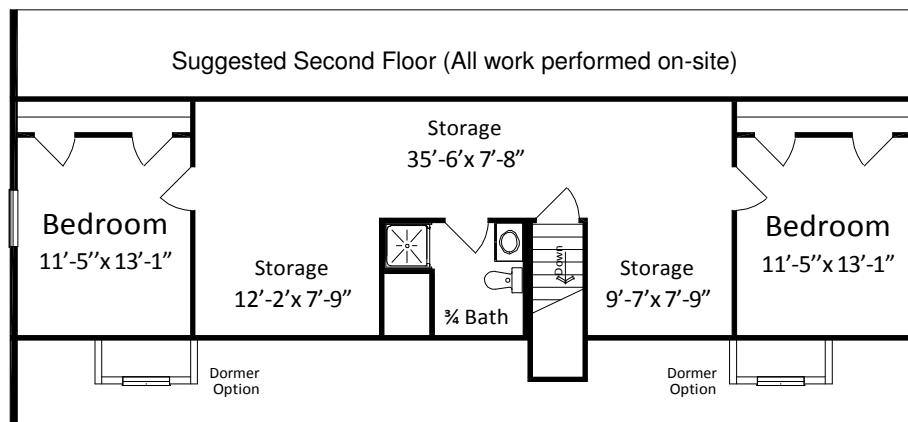 Suggested Second Floor (All work performed on-site)
Storage
35’-6’x 7’-8”
Bedroom
11’-5’’x 13’-1”
Bedroom
11’-5”x 13’-1”
Storage
12’-2’x 7’-9”
¾ Bath
Down
Storage
9’-7’x 7’-9”
Dormer
Option
Dormer
Option